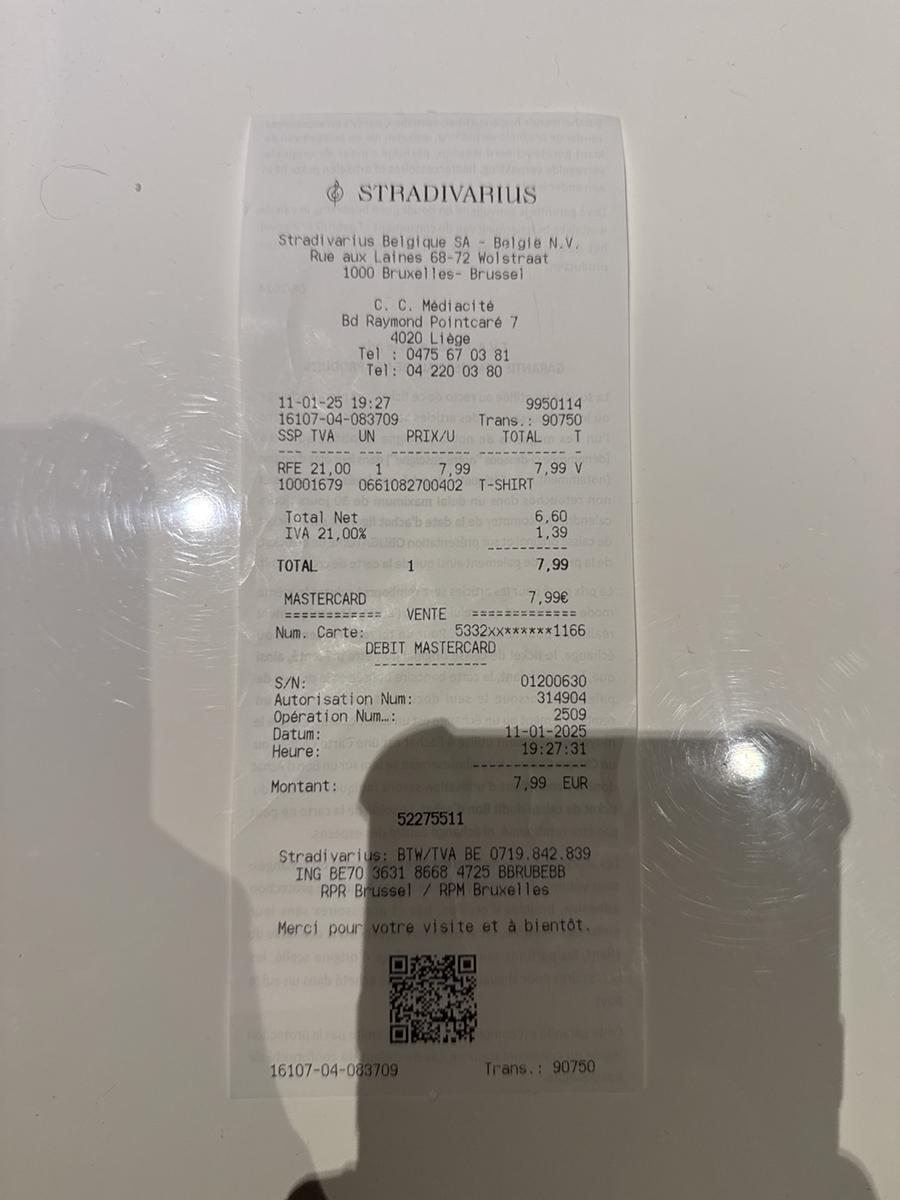 STRADIVARIUS
Stradivarius Belgique SA - België N.V.
Rue aux Laines 68-72 Wolstraat
1000 Bruxelles- Brussel
C. C. Médiacité
Bd Raymond Pointcaré 7
4020 Liège
Tel : 0475 67 03 81
Tel: 04 220 03 80
11-01-25 19:27 9950114
16107-04-083709 Trans.: 90750
SSP TVA UN PRIX/U TOTAL T
--- ----- --- ------- -------- -
RFE 21,00 1 7,99 7,99 V
10001679 0661082700402 T-SHIRT
Total Net 6,60
IVA 21,00% 1,39
----------
TOTAL 1 7,99
MASTERCARD 7,99€
============ VENTE =============
Num. Carte: 5332xx******1166
DEBIT MASTERCARD
--------------
S/N: 01200630
Autorisation Num: 314904
Opération Num…: 2509
Datum: 11-01-2025
Heure: 19:27:31
--------------
Montant: 7,99 EUR
52275511
Stradivarius: BTW/TVA BE 0719.842.839
ING BE70 3631 8668 4725 BBRUBEBB
RPR Brussel / RPM Bruxelles
Merci pour votre visite et à bientôt.
16107-04-083709 Trans.: 90750